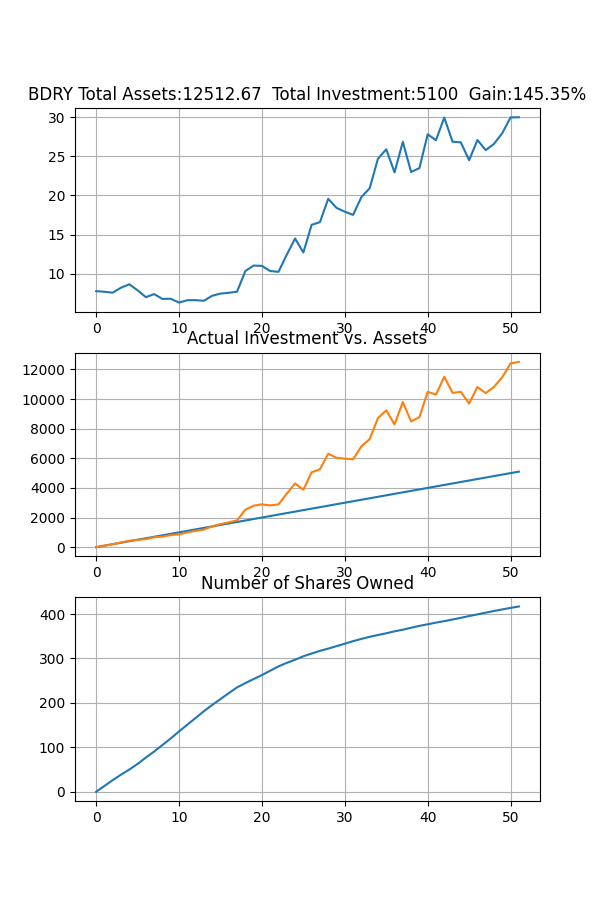 BDRY Total Assets:12512.67  Total Investment:5100  Gain:145.35%
30
25
20
15
10
0 10 20 30 40 50
Actual Investment vs. Assets
12000
10000
8000
6000
4000
2000
0
0 10 20 30 40 50
Number of Shares Owned
400
300
200
100
0
0 10 20 30 40 50